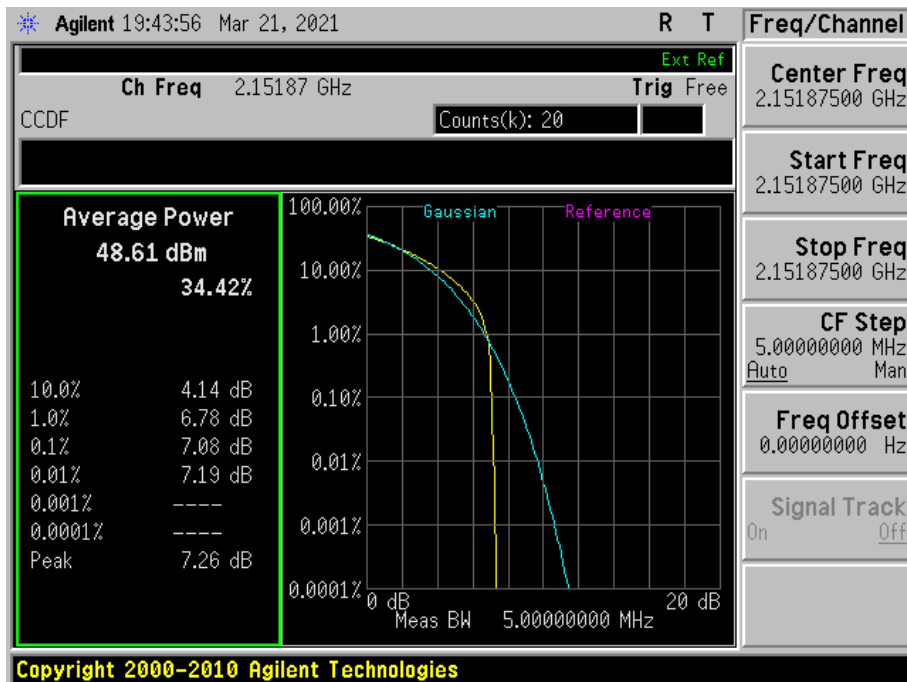 Agilent 19:43:56 Mar 21, 2021 R T
Freq/Channel
Ext Ref
Ch Freq 2.15187 GHz Trig Free
CCDF Counts(k): 20
Average Power
48.61 dBm
34.42%
10.0% 4.14 dB
1.0% 6.78 dB
0.1% 7.08 dB
0.01% 7.19 dB
0.001% ----
0.0001% ----
Peak 7.26 dB
Gaussian Reference
100.00%
10.00%
1.00%
0.10%
0.01%
0.001%
0.0001%
0 dB 20 dB
Meas BW 5.00000000 MHz
Center Freq
2.15187500 GHz
Start Freq
2.15187500 GHz
Stop Freq
2.15187500 GHz
CF Step
5.00000000 MHz
Auto Man
Freq Offset
0.00000000 Hz
Signal Track
On Off
Copyright 2000-2010 Agilent Technologies